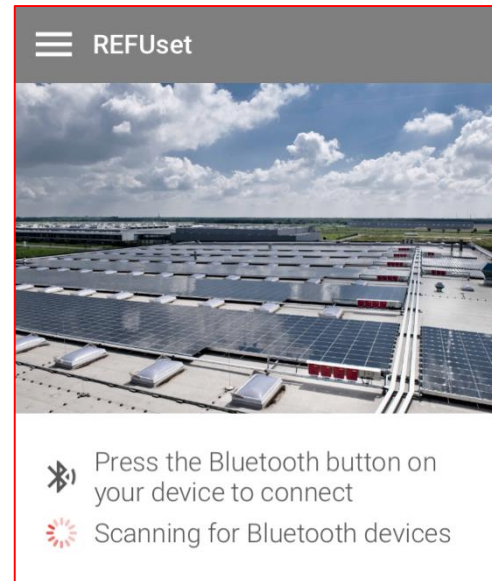 REFUset
Press the Bluetooth button on
your device to connect
Scanning for Bluetooth devices